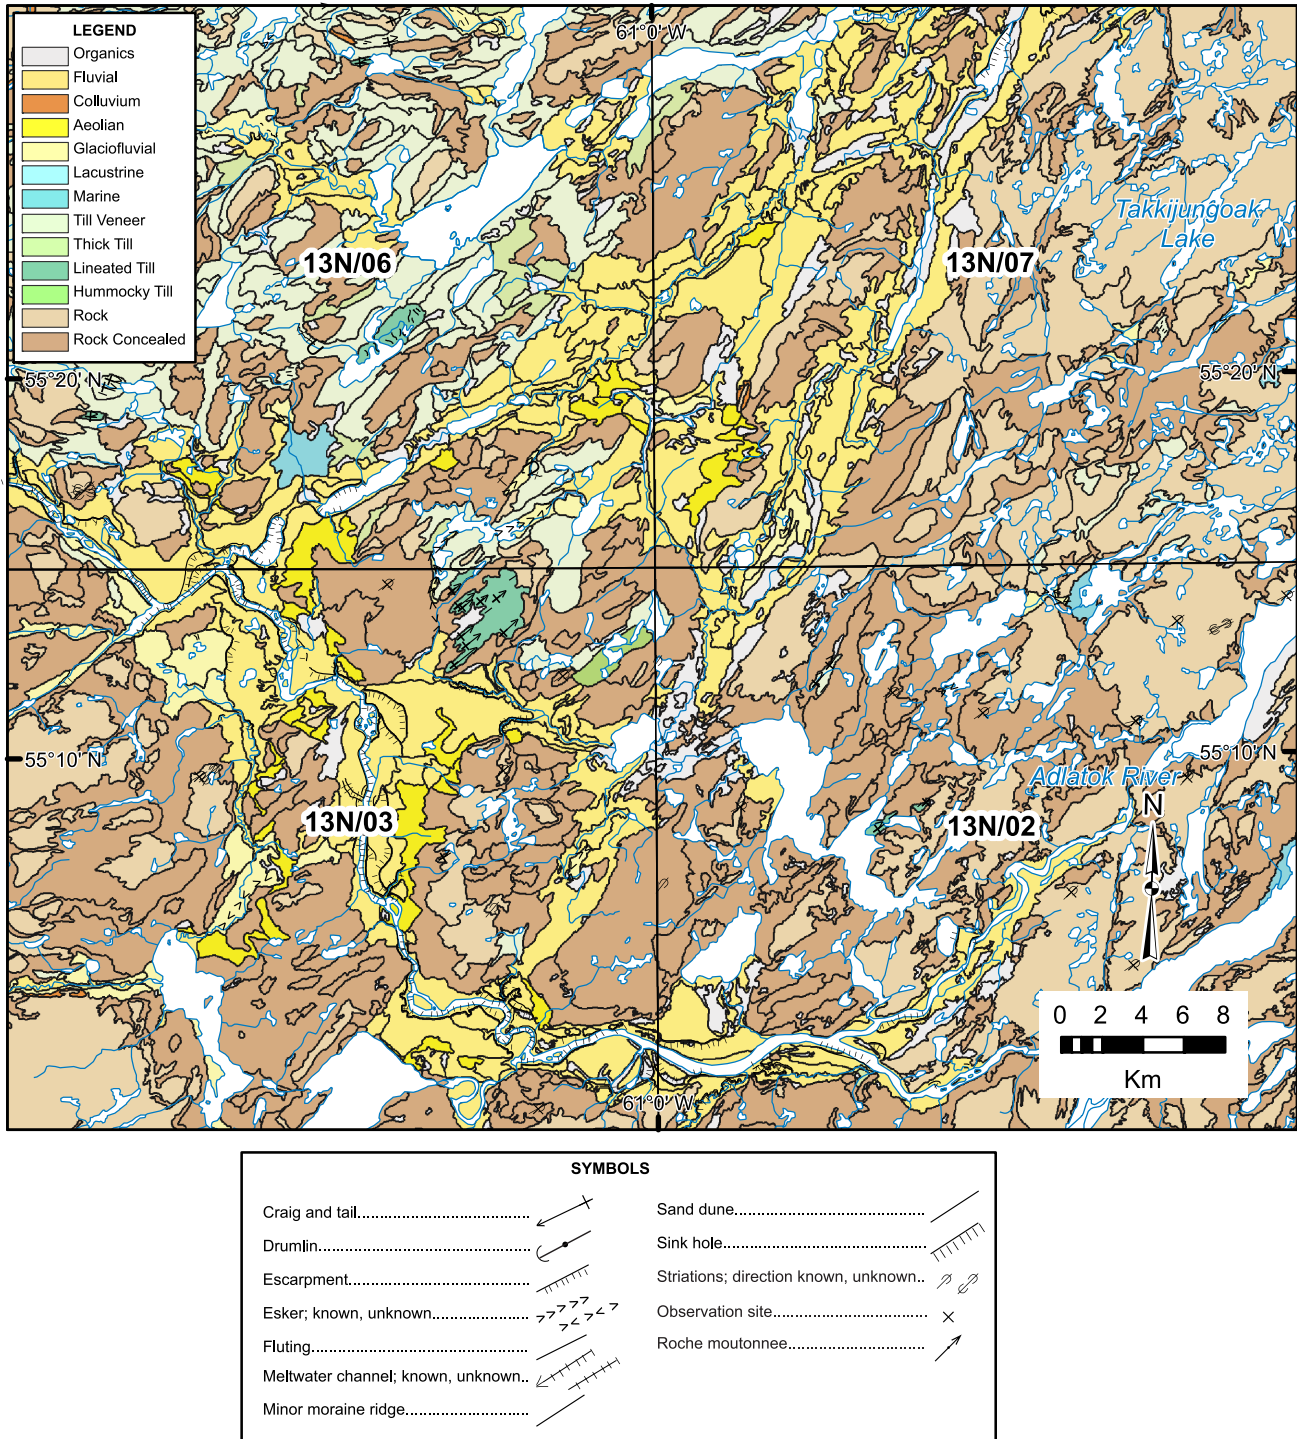 LEGEND
Organics
Fluvial
Colluvium
Aeolian
Glaciofluvial
Lacustrine
Marine
Till Veneer
Thick Till
Lineated Till
Hummocky Till
Rock
Rock Concealed
61°0' W
13N/06
13N/07
Takkijungoak
Lake
55°20' N
55°20' N
55°10' N
55°10' N
Adlatok River
N
13N/03
13N/02
0 2 4 6 8
Km
61°0' W
SYMBOLS
Craig and tail
Drumlin
Escarpment
Esker; known, unknown
Fluting
Meltwater channel; known, unknown
Minor moraine ridge
Sand dune
Sink hole
Striations; direction known, unknown
Observation site
Roche moutonnee